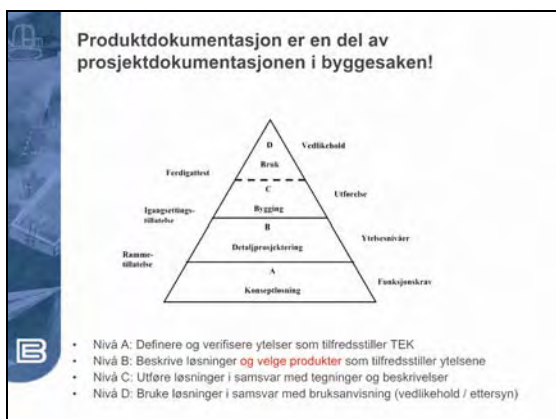 Produktdokumentasjon er en del av
prosjektdokumentasjonen i byggesaken!
D
Vedlikehold
Bruk
Ferdigattest
C
Utførelse
Bygging
Igangsettings-
tillatelse
B
Ytelsesnivåer
Detaljprosjektering
Ramme-
tillatelse
A
Funksjonskrav
Konseptløsning
• Nivå A: Definere og verifisere ytelser som tilfredsstiller TEK
• Nivå B: Beskrive løsninger og velge produkter som tilfredsstiller ytelsene
• Nivå C: Utføre løsninger i samsvar med tegninger og beskrivelser
• Nivå D: Bruke løsninger i samsvar med bruksanvisning (vedlikehold / ettersyn)